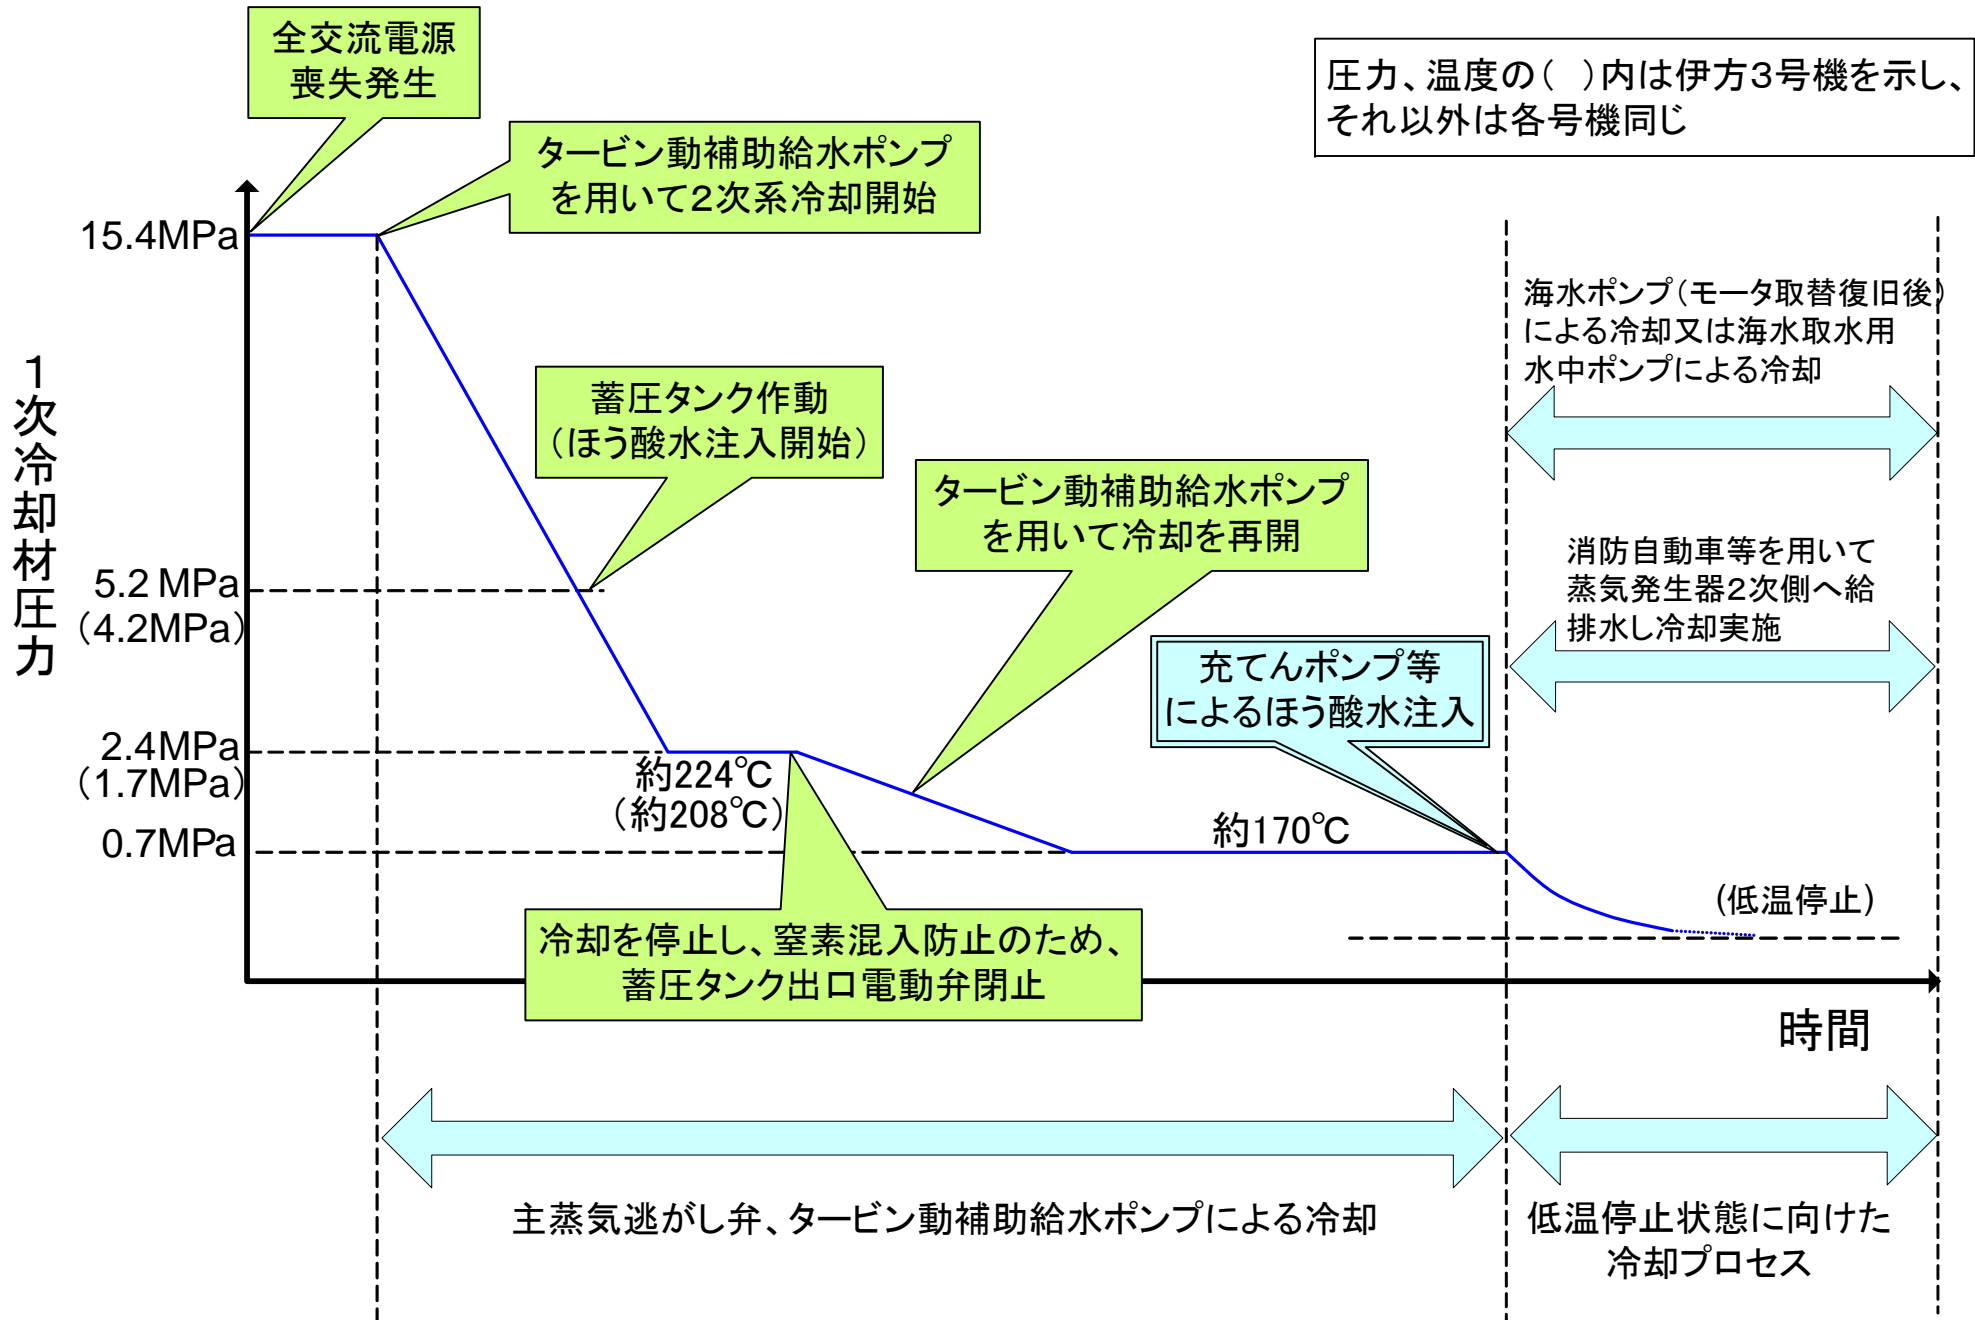 全交流電源
喪失発生
圧力、温度の(　)内は伊方３号機を示し、
それ以外は各号機同じ
タービン動補助給水ポンプ
を用いて２次系冷却開始
15.4MPa
海水ポンプ（モータ取替復旧後）
による冷却又は海水取水用
水中ポンプによる冷却
１次冷却材圧力
蓄圧タンク作動
（ほう酸水注入開始）
タービン動補助給水ポンプ
を用いて冷却を再開
5.2 MPa
(4.2MPa)
消防自動車等を用いて
蒸気発生器２次側へ給
排水し冷却実施
充てんポンプ等
によるほう酸水注入
2.4MPa
(1.7MPa)
約224℃
（約208℃）
0.7MPa
約170℃
(低温停止)
冷却を停止し、窒素混入防止のため、
蓄圧タンク出口電動弁閉止
時間
主蒸気逃がし弁、タービン動補助給水ポンプによる冷却
低温停止状態に向けた
冷却プロセス